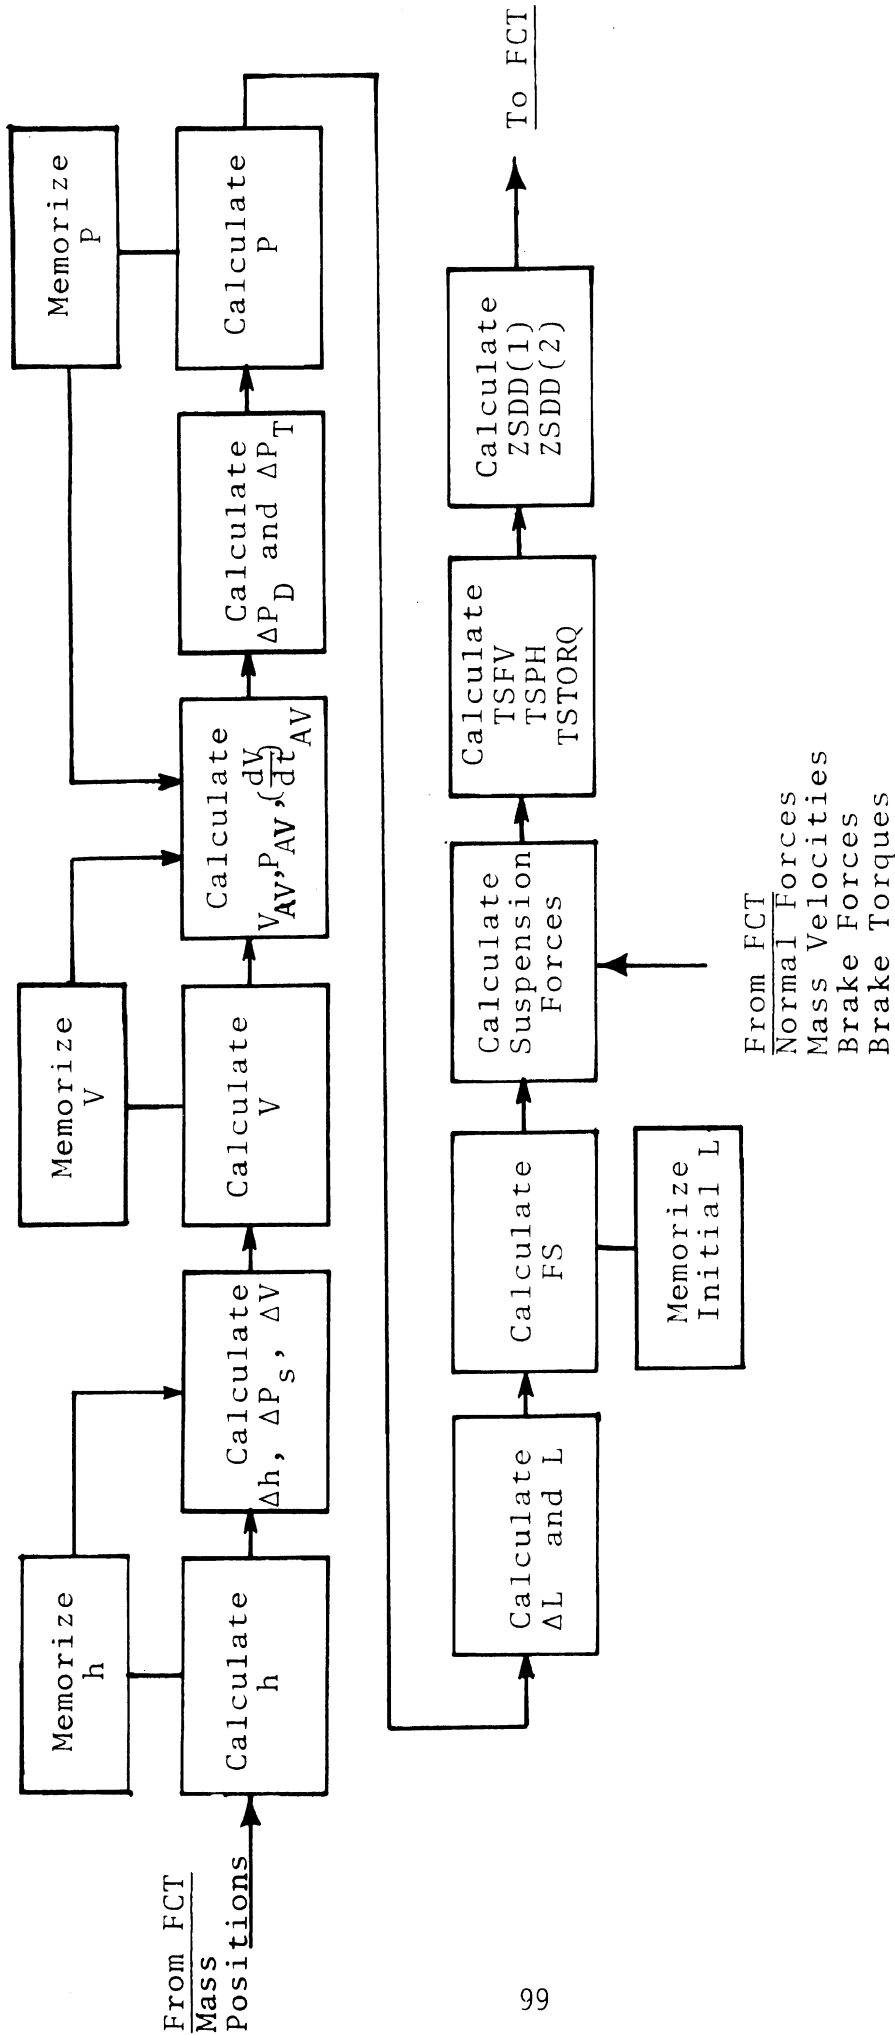 From FCT
Mass
Positions
Memorize
h
Calculate
h
Calculate
Δh, ΔPs, ΔV
Memorize
V
Calculate
V
Calculate
VAV, PAV, (dV/dt)AV
Calculate
ΔPD and ΔPT
Memorize
P
Calculate
P
Calculate
ΔL and L
Calculate
FS
Memorize
Initial L
Calculate
Suspension
Forces
From FCT
Normal Forces
Mass Velocities
Brake Forces
Brake Torques
Calculate
TSFV
TSPH
TSTORQ
Calculate
ZSDD(1)
ZSDD(2)
To FCT
99